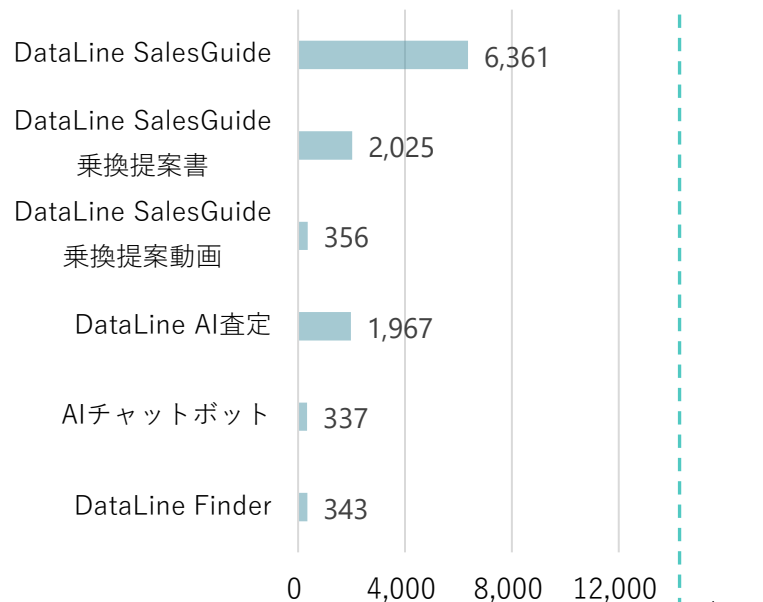 DataLine SalesGuide
6,361
DataLine SalesGuide
乗換提案書
2,025
DataLine SalesGuide
乗換提案動画
356
DataLine AI査定
1,967
AIチャットボット
337
DataLine Finder
343
0 4,000 8,000 12,000